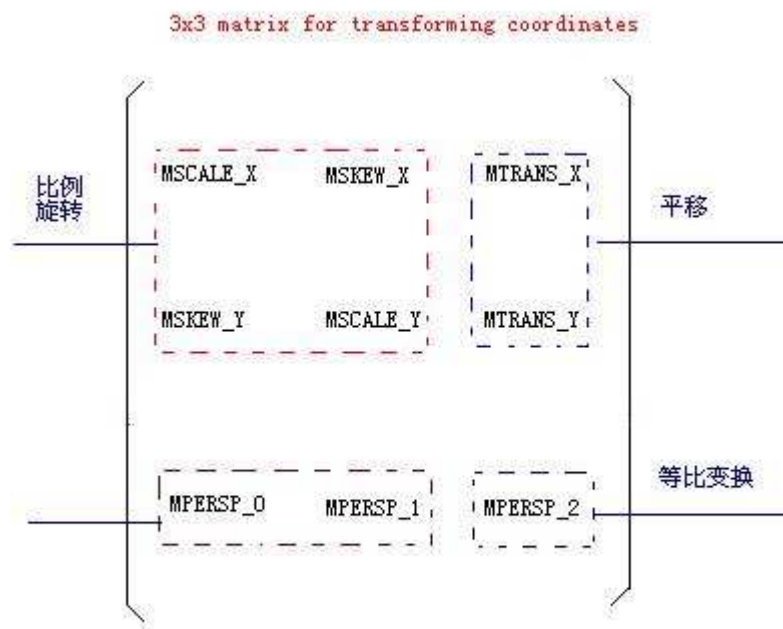 3x3 matrix for transforming coordinates
MSCALE_X MSKEW_X MTRANS_X
比例
旋转
平移
MSKEW_Y MSCALE_Y MTRANS_Y
等比变换
MPERSP_0 MPERSP_1 MPERSP_2